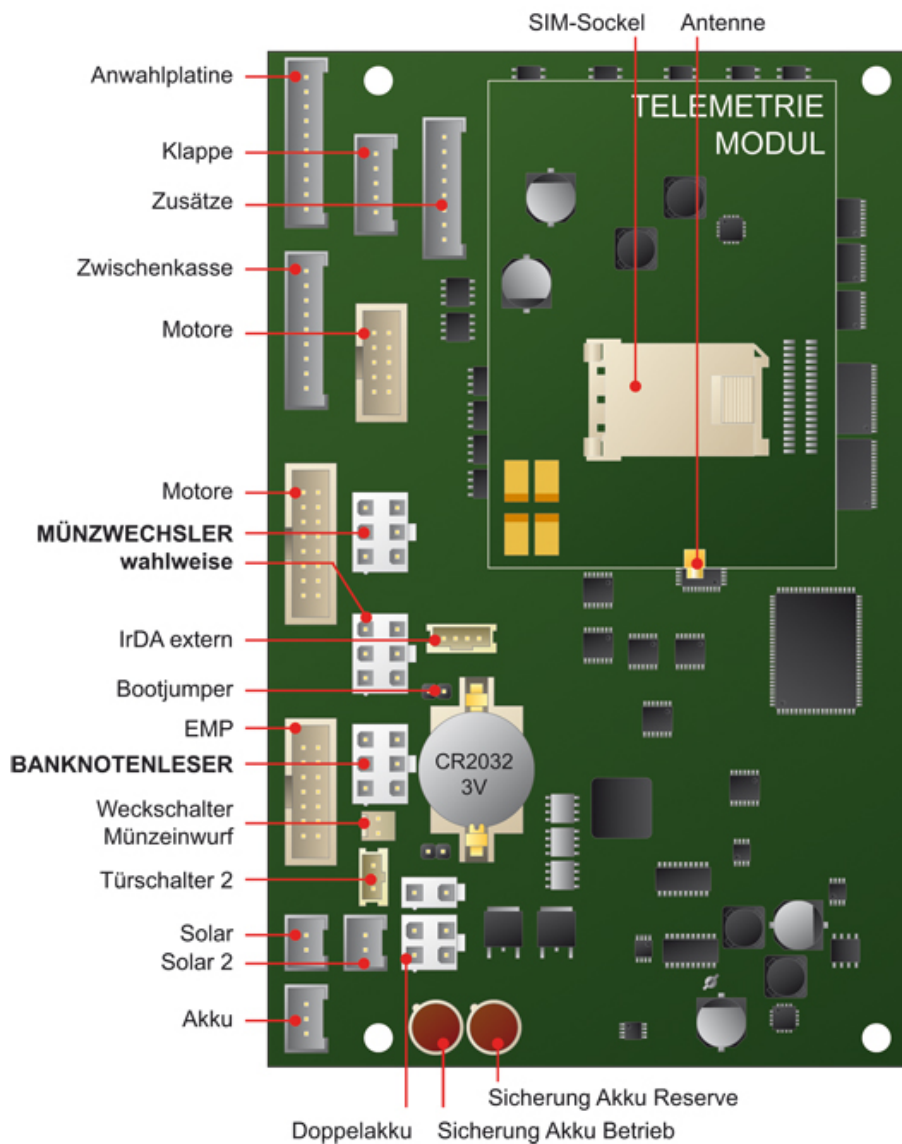 SIM-Sockel
Antenne
Anwahlplatine
TELEMETRIE
MODUL
Klappe
Zusätze
Zwischenkasse
Motore
Motore
MÜNZWECHSLER
wahlweise
IrDA extern
Bootjumper
EMP
BANKNOTENLESER
CR2032
3V
Weckschalter
Münzeinwurf
Türschalter 2
Solar
Solar 2
Akku
Sicherung Akku Reserve
Doppelakku
Sicherung Akku Betrieb